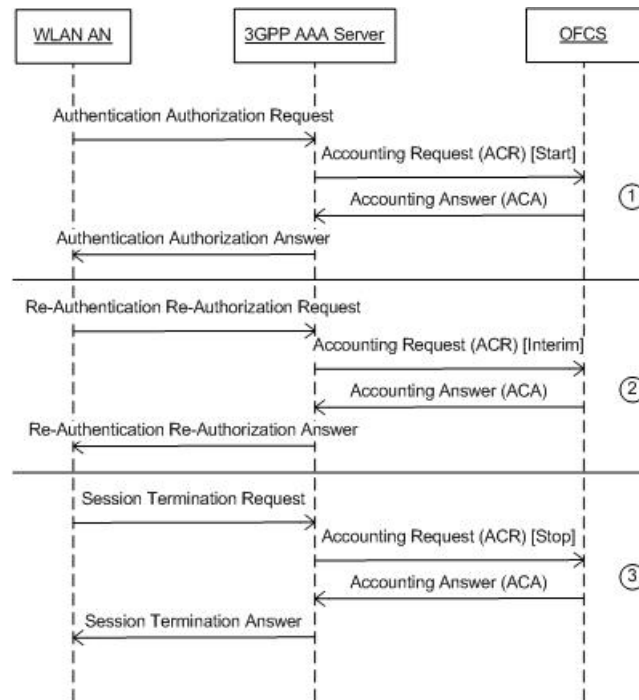 WLAN AN
3GPP AAA Server
OFCS
Authentication Authorization Request
Accounting Request (ACR) [Start]
Accounting Answer (ACA)
1
Authentication Authorization Answer
Re-Authentication Re-Authorization Request
Accounting Request (ACR) [Interim]
Accounting Answer (ACA)
2
Re-Authentication Re-Authorization Answer
Session Termination Request
Accounting Request (ACR) [Stop]
Accounting Answer (ACA)
3
Session Termination Answer